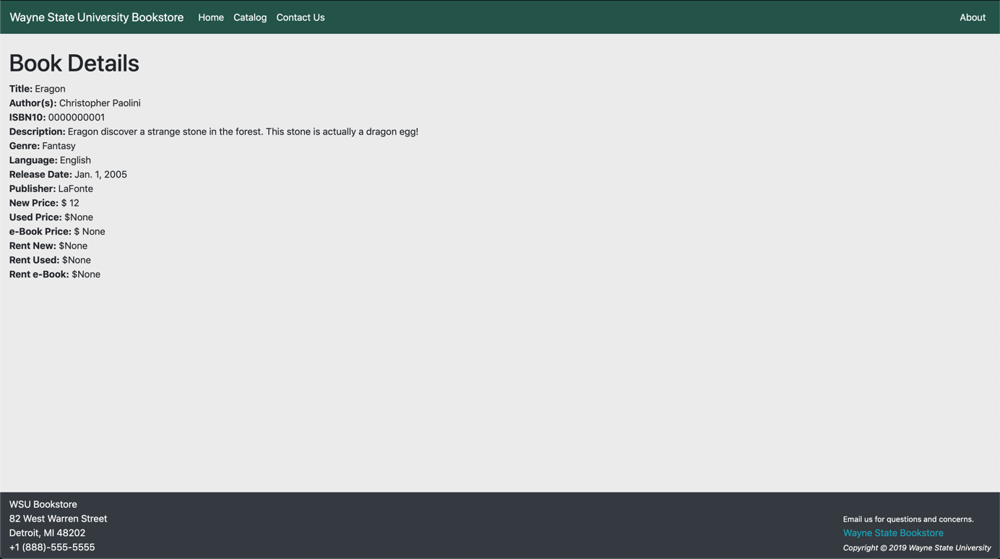 Wayne State University Bookstore Home Catalog Contact Us About
Book Details
Title: Eragon
Author(s): Christopher Paolini
ISBN10: 0000000001
Description: Eragon discover a strange stone in the forest. This stone is actually a dragon egg!
Genre: Fantasy
Language: English
Release Date: Jan. 1, 2005
Publisher: LaFonte
New Price: $ 12
Used Price: $None
e-Book Price: $ None
Rent New: $None
Rent Used: $None
Rent e-Book: $None
WSU Bookstore
82 West Warren Street
Detroit, MI 48202
+1 (888)-555-5555
Email us for questions and concerns.
Wayne State Bookstore
Copyright © 2019 Wayne State University